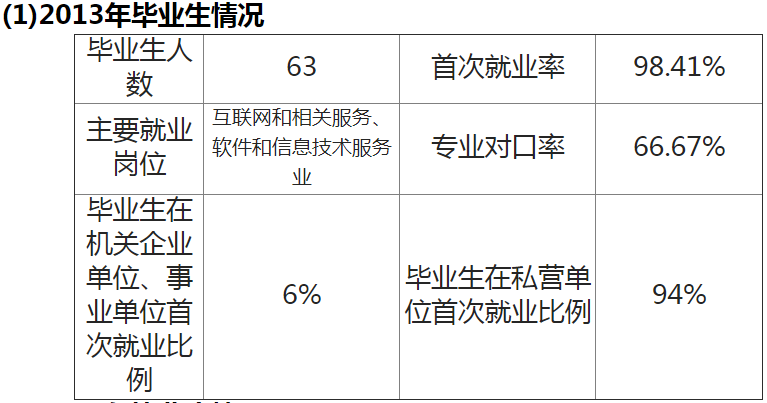 (1)2013年毕业生情况
毕业生人
数
63
首次就业率
98.41%
主要就业
岗位
互联网和相关服务、
软件和信息技术服务
业
专业对口率
66.67%
毕业生在
机关企业
单位、事
业单位首
次就业比
例
6%
毕业生在私营单
位首次就业比例
94%